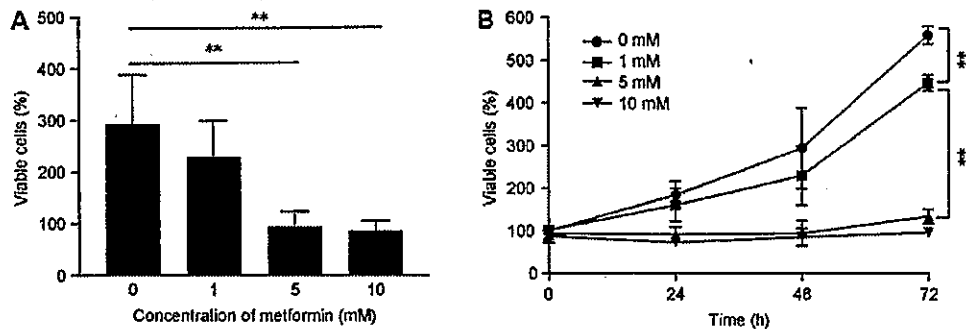 A
Viable cells (%)
500
400
300
200
100
0
**
**
0 1 5 10
Concentration of metformin (mM)
B
Viable cells (%)
600
500
400
300
200
100
0
0 mM
1 mM
5 mM
10 mM
**
**
0 24 48 72
Time (h)